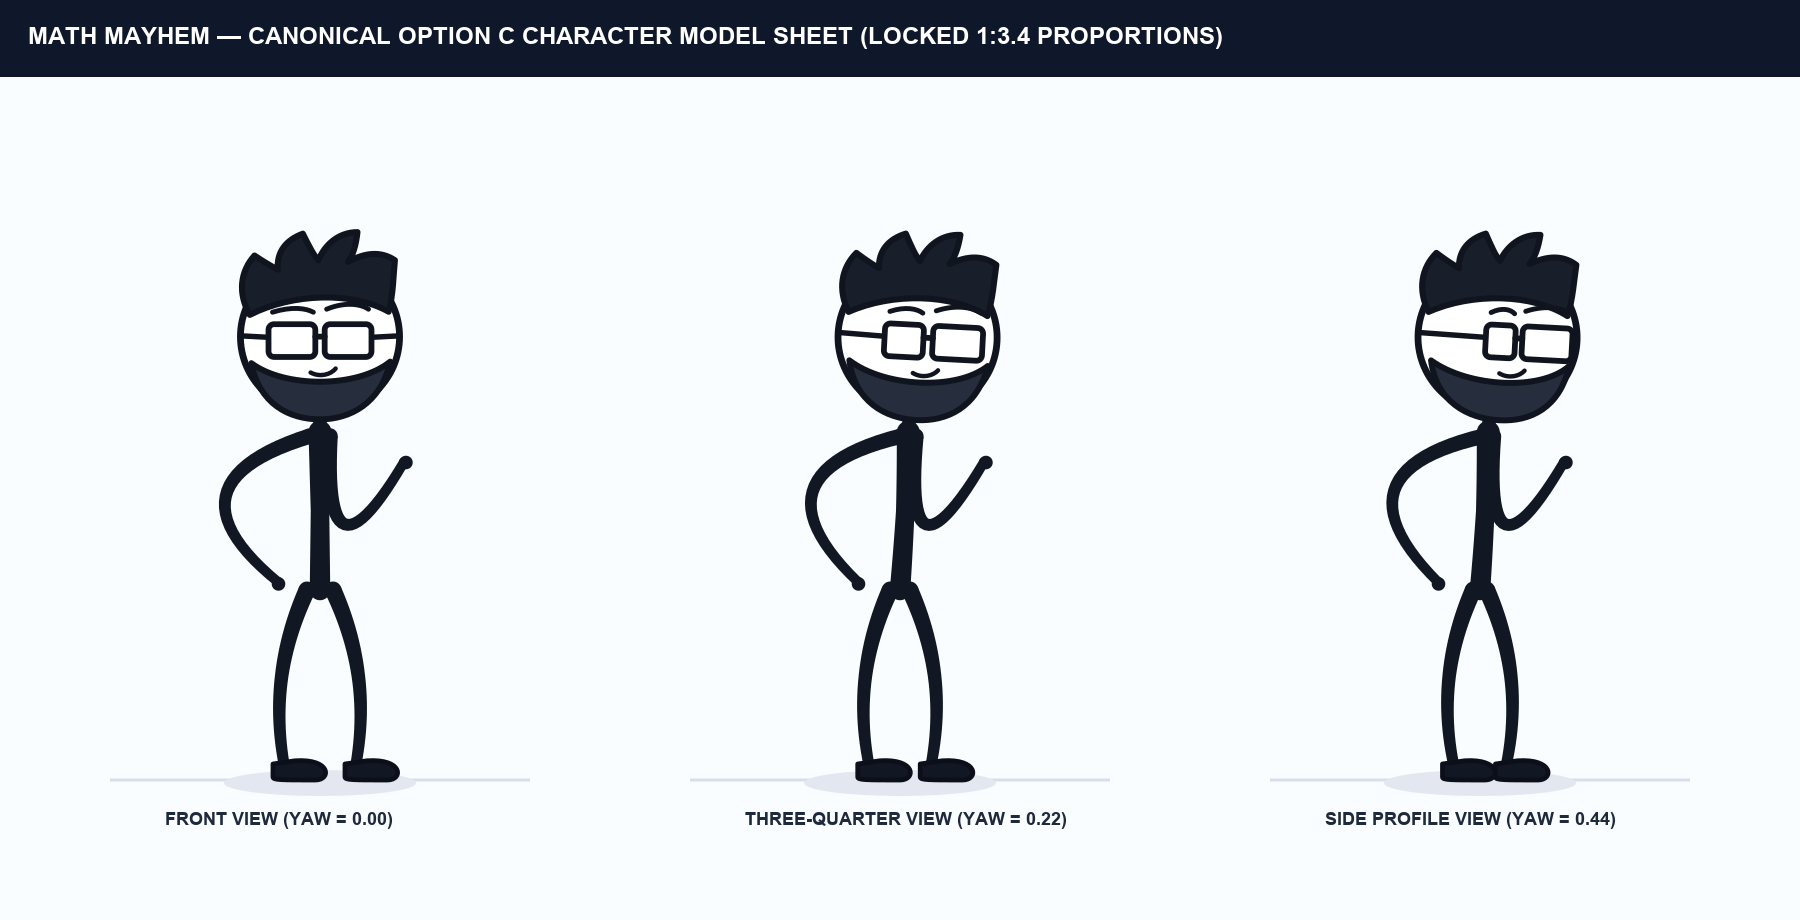 MATH MAYHEM — CANONICAL OPTION C CHARACTER MODEL SHEET (LOCKED 1:3.4 PROPORTIONS)
FRONT VIEW (YAW = 0.00)
THREE-QUARTER VIEW (YAW = 0.22)
SIDE PROFILE VIEW (YAW = 0.44)